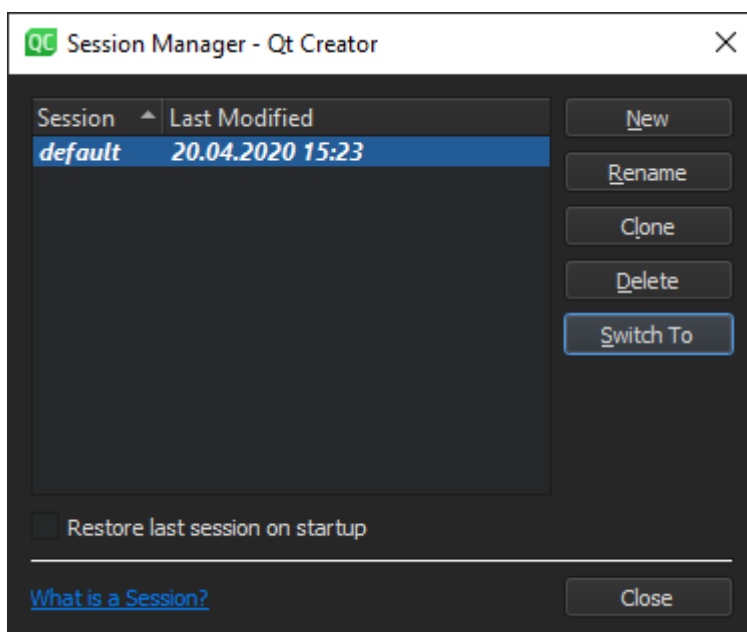 QC Session Manager - Qt Creator
Session Last Modified
default 20.04.2020 15:23
New
Rename
Clone
Delete
Switch To
Restore last session on startup
What is a Session?
Close